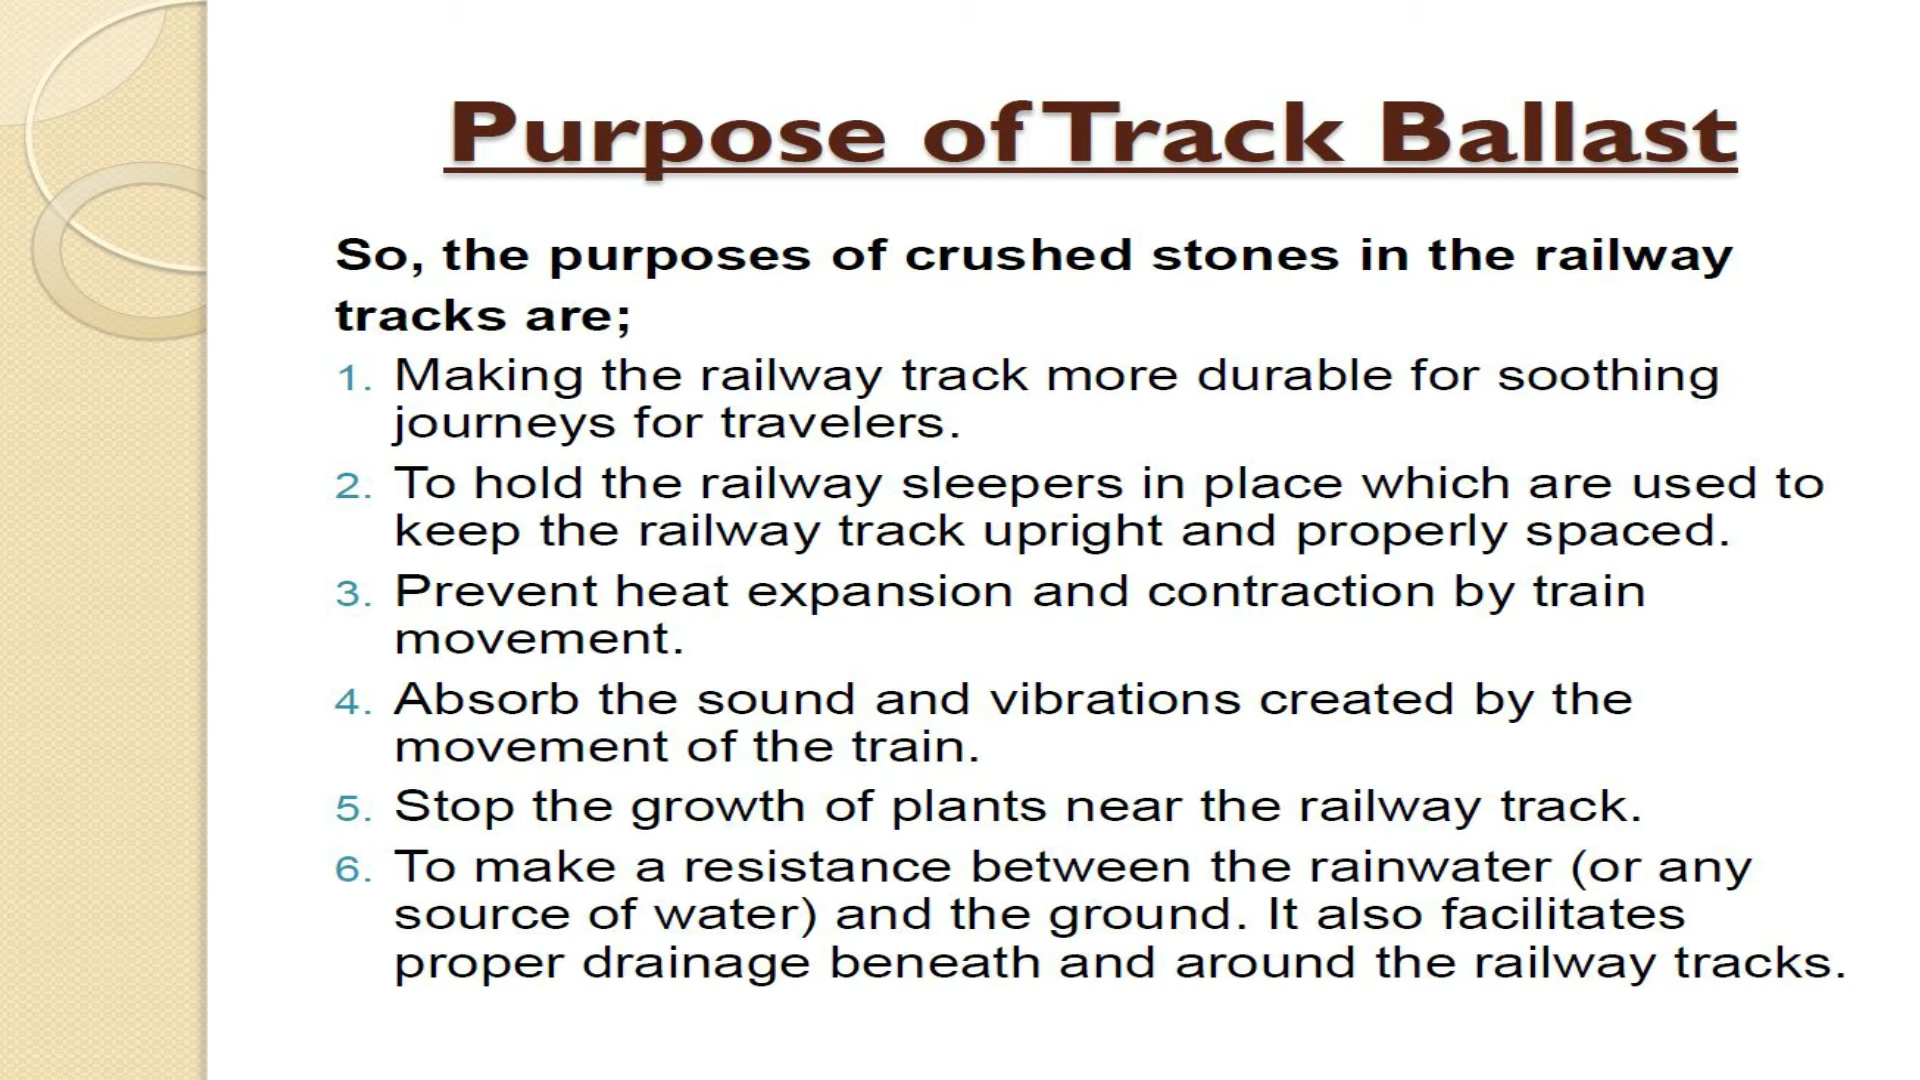 Purpose of Track Ballast
So, the purposes of crushed stones in the railway
tracks are;
1. Making the railway track more durable for soothing
journeys for travelers.
2. To hold the railway sleepers in place which are used to
keep the railway track upright and properly spaced.
3. Prevent heat expansion and contraction by train
movement.
4. Absorb the sound and vibrations created by the
movement of the train.
5. Stop the growth of plants near the railway track.
6. To make a resistance between the rainwater (or any
source of water) and the ground. It also facilitates
proper drainage beneath and around the railway tracks.